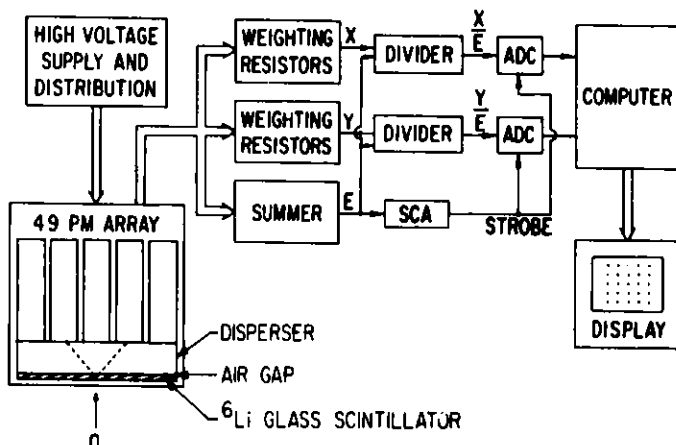 HIGH VOLTAGE
SUPPLY AND
DISTRIBUTION
WEIGHTING
RESISTORS
X
DIVIDER
X
E
ADC
COMPUTER
WEIGHTING
RESISTORS
Y
DIVIDER
Y
E
ADC
SUMMER
E
SCA
STROBE
49 PM ARRAY
DISPLAY
DISPERSER
AIR GAP
6Li GLASS SCINTILLATOR
n